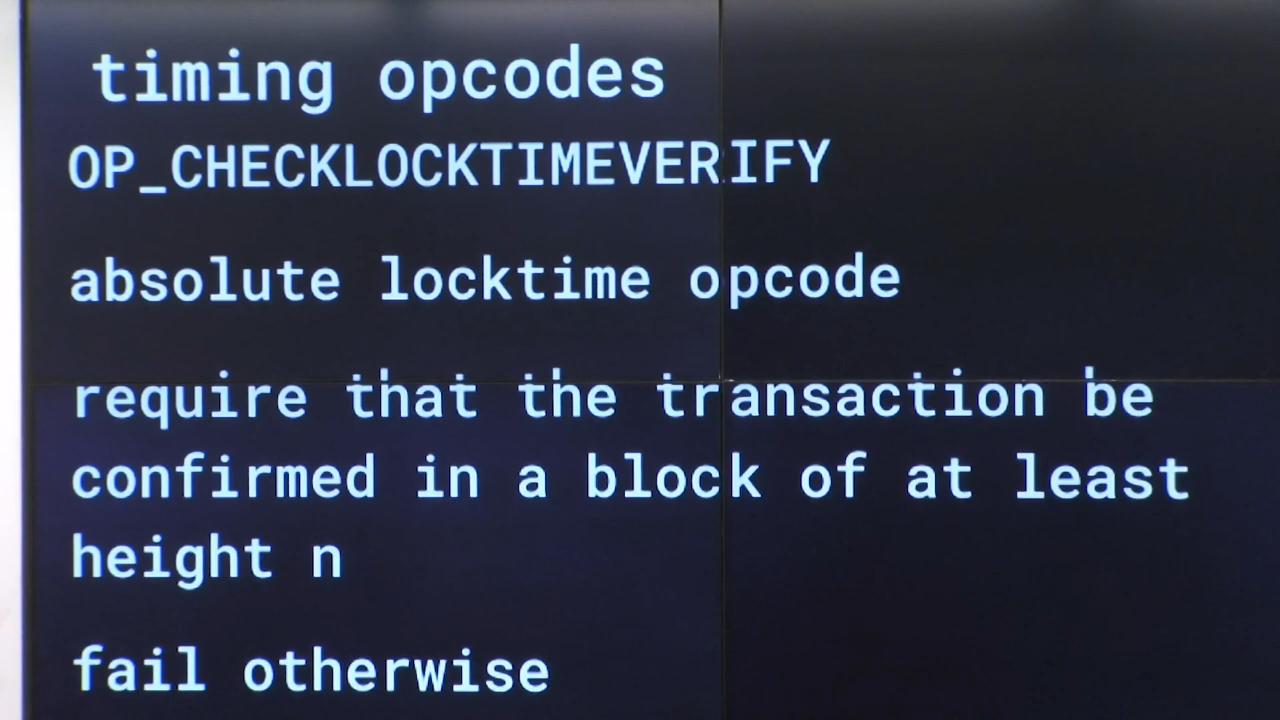 timing opcodes
OP_CHECKLOCKTIMEVERIFY
absolute locktime opcode
require that the transaction be
confirmed in a block of at least
height n
fail otherwise